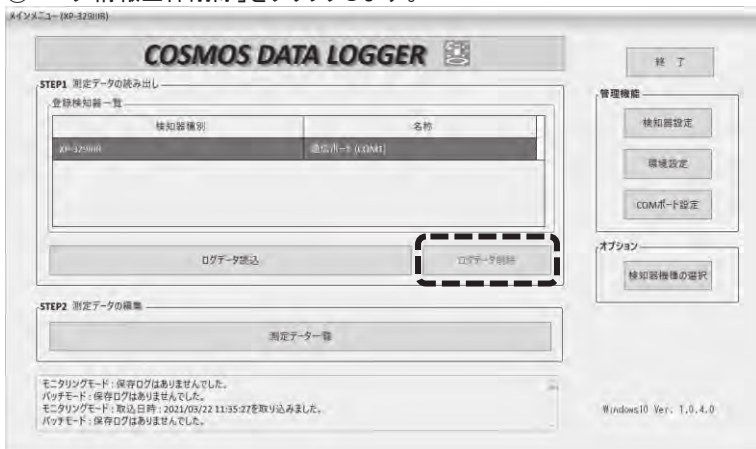 メインメニュー(XP-329IIIR)
COSMOS DATA LOGGER
終 了
STEP1 測定データの読み出し
登録検知器一覧
検知器種別
名称
XP-329IIIR
通信ポート(COM1)
ログデータ読込
ログデータ削除
STEP2 測定データの編集
測定データ一覧
モニタリングモード:保存ログはありませんでした。
バッチモード:保存ログはありませんでした。
モニタリングモード:取込日時:2021/03/22 11:35:27を取り込みました。
バッチモード:保存ログはありませんでした。
管理機能
検知器設定
環境設定
COMポート設定
オプション
検知器機種の選択
Windows10 Ver. 1.0.4.0